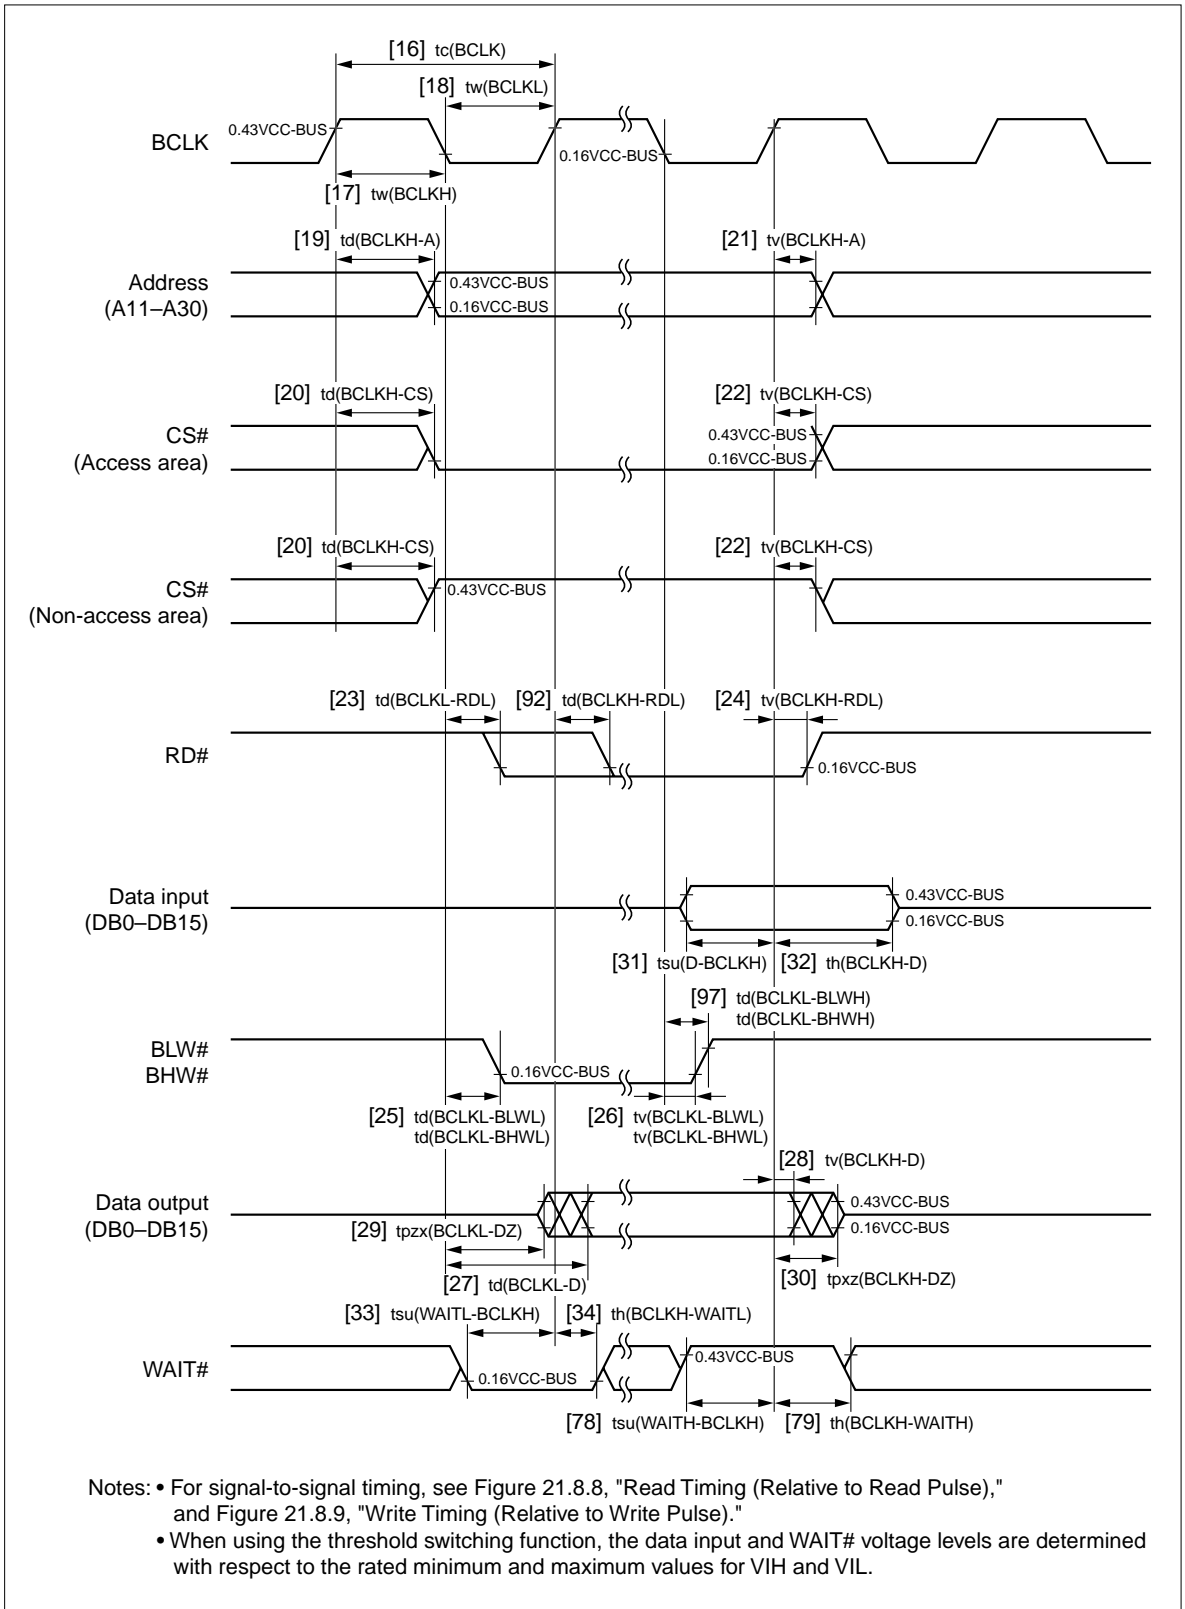 [16] tc(BCLK)
[18] tw(BCLKL)
0.43VCC-BUS
BCLK
0.16VCC-BUS
[17] tw(BCLKH)
[19] td(BCLKH-A)
[21] tv(BCLKH-A)
Address
(A11–A30)
0.43VCC-BUS
0.16VCC-BUS
[20] td(BCLKH-CS)
[22] tv(BCLKH-CS)
CS#
(Access area)
0.43VCC-BUS
0.16VCC-BUS
[20] td(BCLKH-CS)
[22] tv(BCLKH-CS)
CS#
(Non-access area)
0.43VCC-BUS
[23] td(BCLKL-RDL)
[92] td(BCLKH-RDL)
[24] tv(BCLKH-RDL)
RD#
0.16VCC-BUS
Data input
(DB0–DB15)
0.43VCC-BUS
0.16VCC-BUS
[31] tsu(D-BCLKH)
[32] th(BCLKH-D)
[97] td(BCLKL-BLWH)
td(BCLKL-BHWH)
BLW#
BHW#
0.16VCC-BUS
[25] td(BCLKL-BLWL)
td(BCLKL-BHWL)
[26] tv(BCLKL-BLWL)
tv(BCLKL-BHWL)
[28] tv(BCLKH-D)
Data output
(DB0–DB15)
0.43VCC-BUS
0.16VCC-BUS
[29] tpzx(BCLKL-DZ)
[27] td(BCLKL-D)
[30] tpxz(BCLKH-DZ)
[33] tsu(WAITL-BCLKH)
[34] th(BCLKH-WAITL)
WAIT#
0.16VCC-BUS
0.43VCC-BUS
[78] tsu(WAITH-BCLKH)
[79] th(BCLKH-WAITH)
Notes: • For signal-to-signal timing, see Figure 21.8.8, "Read Timing (Relative to Read Pulse),"
and Figure 21.8.9, "Write Timing (Relative to Write Pulse)."
• When using the threshold switching function, the data input and WAIT# voltage levels are determined
with respect to the rated minimum and maximum values for VIH and VIL.